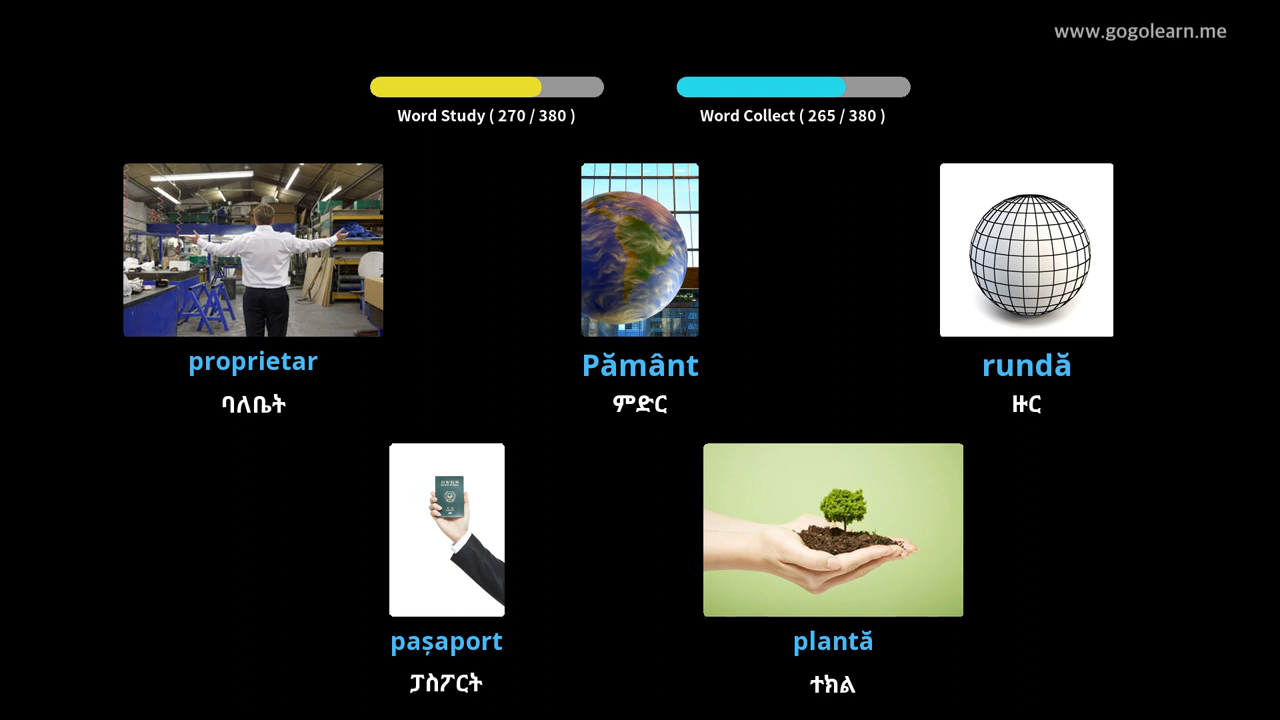 www.gogolearn.me
Word Study ( 270 / 380 )
Word Collect ( 265 / 380 )
proprietar
Pământ
rundă
ባለቤት
ምድር
ዙር
pașaport
plantă
ፓስፖርት
ተክል